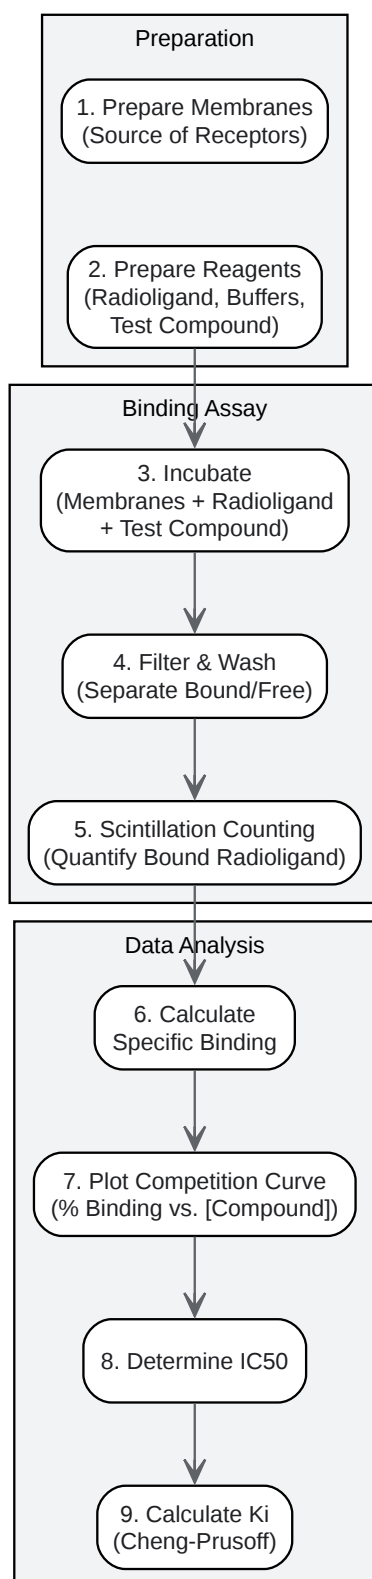 Preparation
1. Prepare Membranes
(Source of Receptors)
2. Prepare Reagents
(Radioligand, Buffers,
Test Compound)
Binding Assay
3. Incubate
(Membranes + Radioligand
+ Test Compound)
4. Filter & Wash
(Separate Bound/Free)
5. Scintillation Counting
(Quantify Bound Radioligand)
Data Analysis
6. Calculate
Specific Binding
7. Plot Competition Curve
(% Binding vs. [Compound])
8. Determine IC50
9. Calculate Ki
(Cheng-Prusoff)